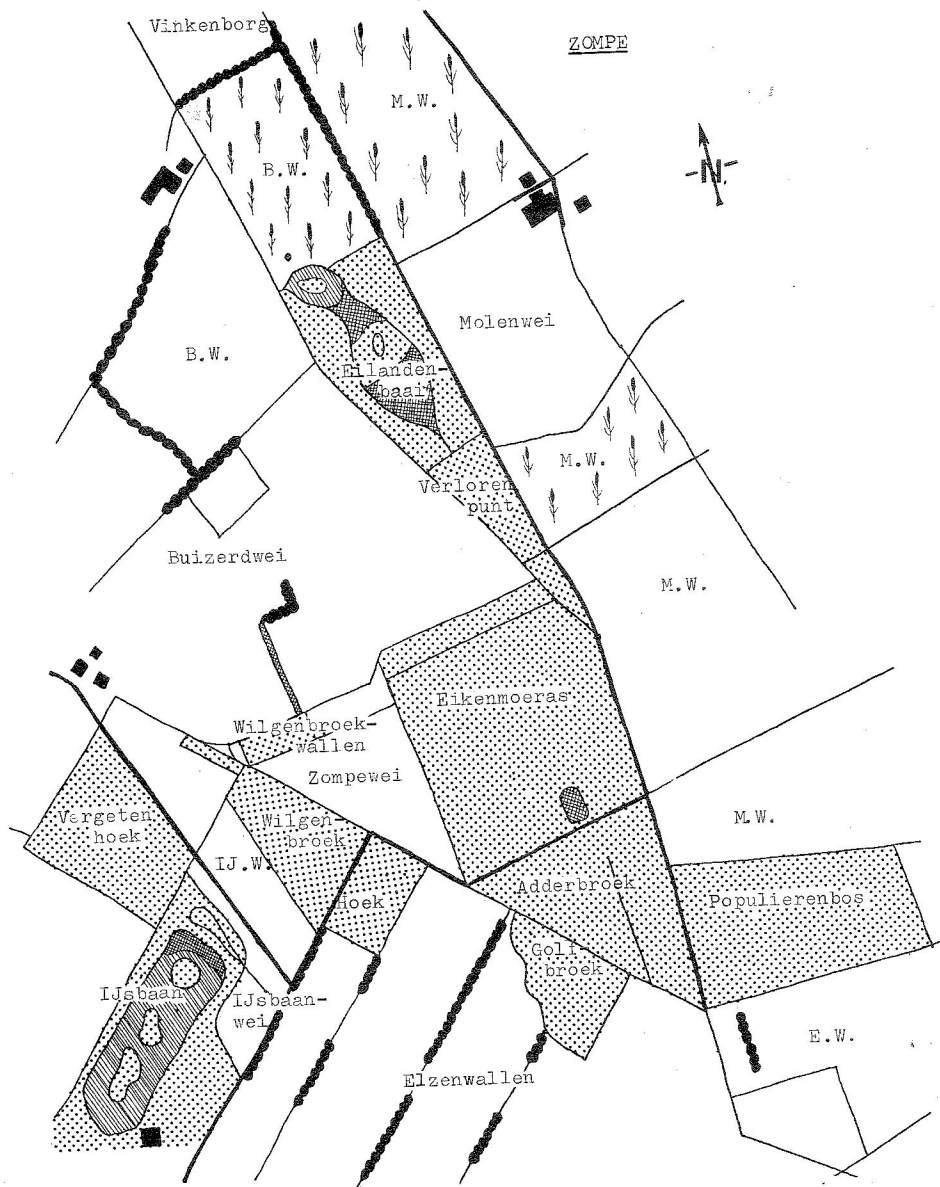 Vinkenborg
ZOMPE
M.W.
B.W.
N
Molenwei
B.W.
Eilanden-
baai
M.W.
Verloren
punt
Buizerdwei
M.W.
Eikenmoeras
Wilgenbroek-
wallen
Zompewei
Vergeten
hoek
Wilgen-
broek
IJ.W.
M.W.
Hoek
Adderbroek
Populierenbos
Golf-
broek
IJsbaan
IJsbaan-
wei
E.W.
Elzenwallen